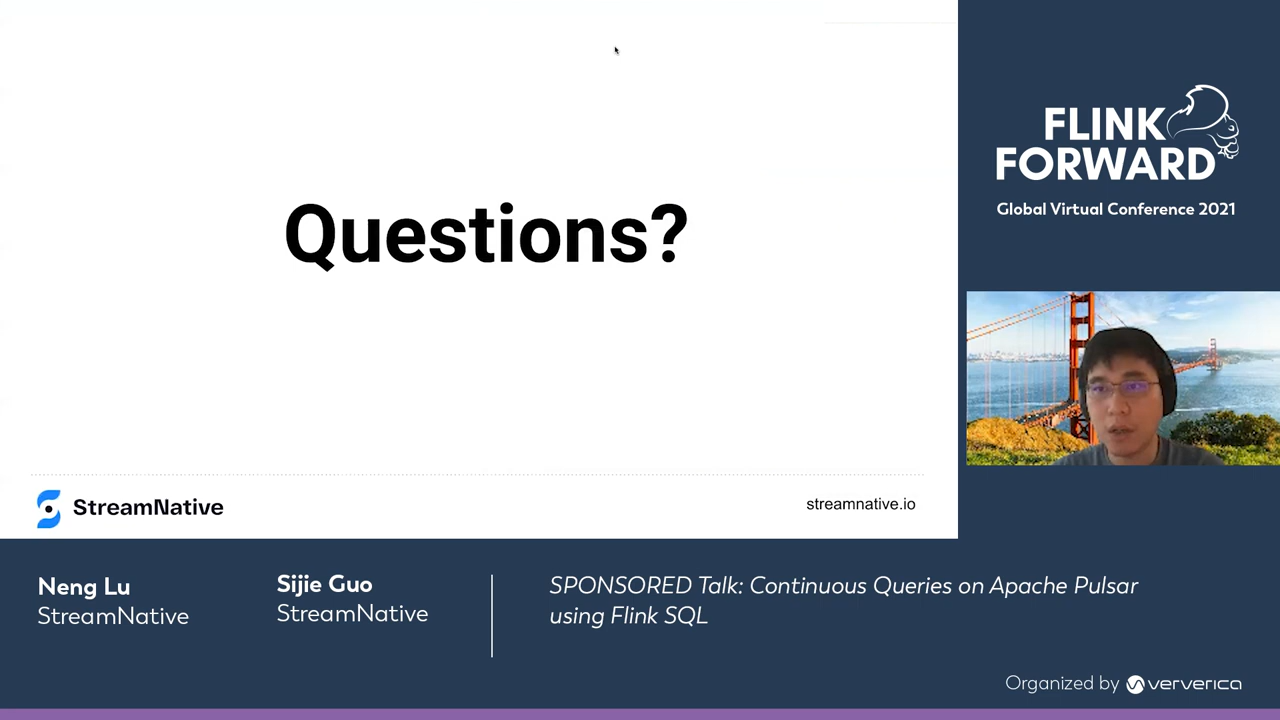 Questions?
StreamNative
streamnative.io
FLINK
FORWARD
Global Virtual Conference 2021
Neng Lu
StreamNative
Sijie Guo
StreamNative
SPONSORED Talk: Continuous Queries on Apache Pulsar
using Flink SQL
Organized by ververica